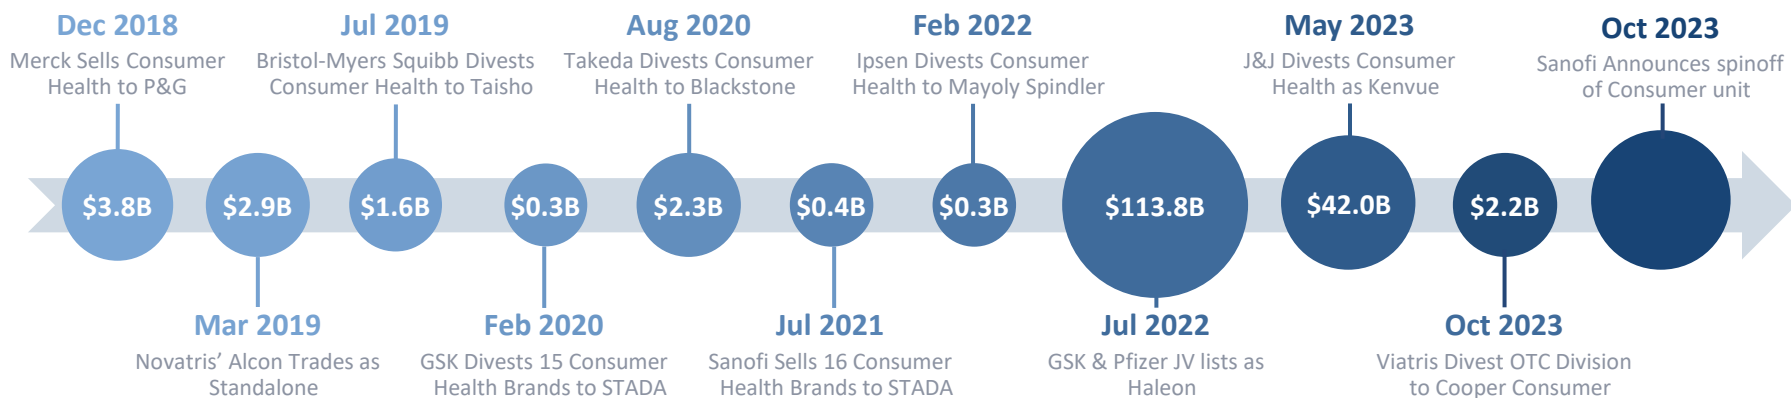 Dec 2018
Merck Sells Consumer
Health to P&G
Jul 2019
Bristol-Myers Squibb Divests
Consumer Health to Taisho
Aug 2020
Takeda Divests Consumer
Health to Blackstone
Feb 2022
Ipsen Divests Consumer
Health to Mayoly Spindler
May 2023
J&J Divests Consumer
Health as Kenvue
Oct 2023
Sanofi Announces spinoff
of Consumer unit
$3.8B
$2.9B
$1.6B
$0.3B
$2.3B
$0.4B
$0.3B
$113.8B
$42.0B
$2.2B
Mar 2019
Novatris’ Alcon Trades as
Standalone
Feb 2020
GSK Divests 15 Consumer
Health Brands to STADA
Jul 2021
Sanofi Sells 16 Consumer
Health Brands to STADA
Jul 2022
GSK & Pfizer JV lists as
Haleon
Oct 2023
Viatris Divest OTC Division
to Cooper Consumer